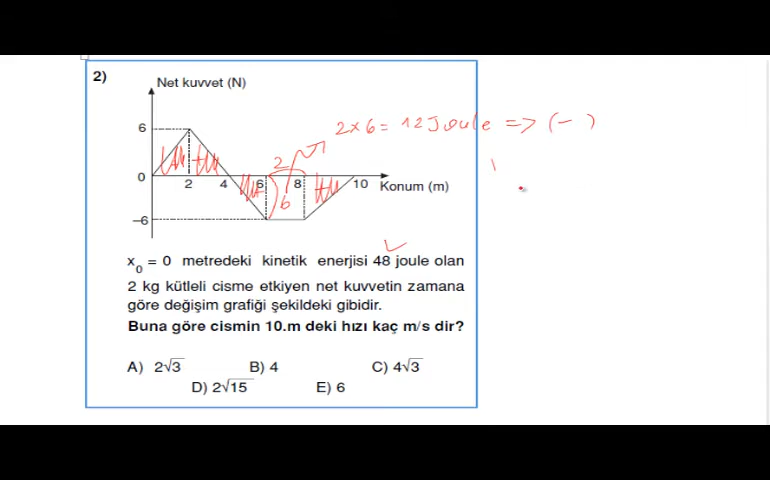 2)
Net kuvvet (N)
6
2x6 = 12 Joule => (-)
2
0
2 4 6 8 10 Konum (m)
6
-6
x₀ = 0 metredeki kinetik enerjisi 48 joule olan
2 kg kütleli cisme etkiyen net kuvvetin zamana
göre değişim grafiği şekildeki gibidir.
Buna göre cismin 10.m deki hızı kaç m/s dir?
A) 2√3 B) 4 C) 4√3
D) 2√15 E) 6